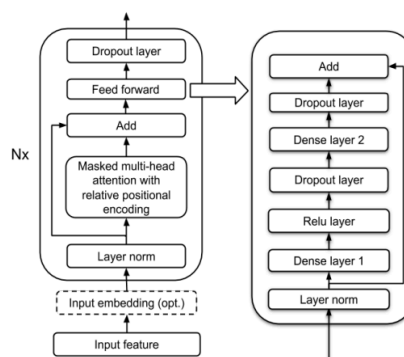 Dropout layer
Feed forward
Add
Nx
Masked multi-head
attention with
relative positional
encoding
Layer norm
Input embedding (opt.)
Input feature
Add
Dropout layer
Dense layer 2
Dropout layer
Relu layer
Dense layer 1
Layer norm